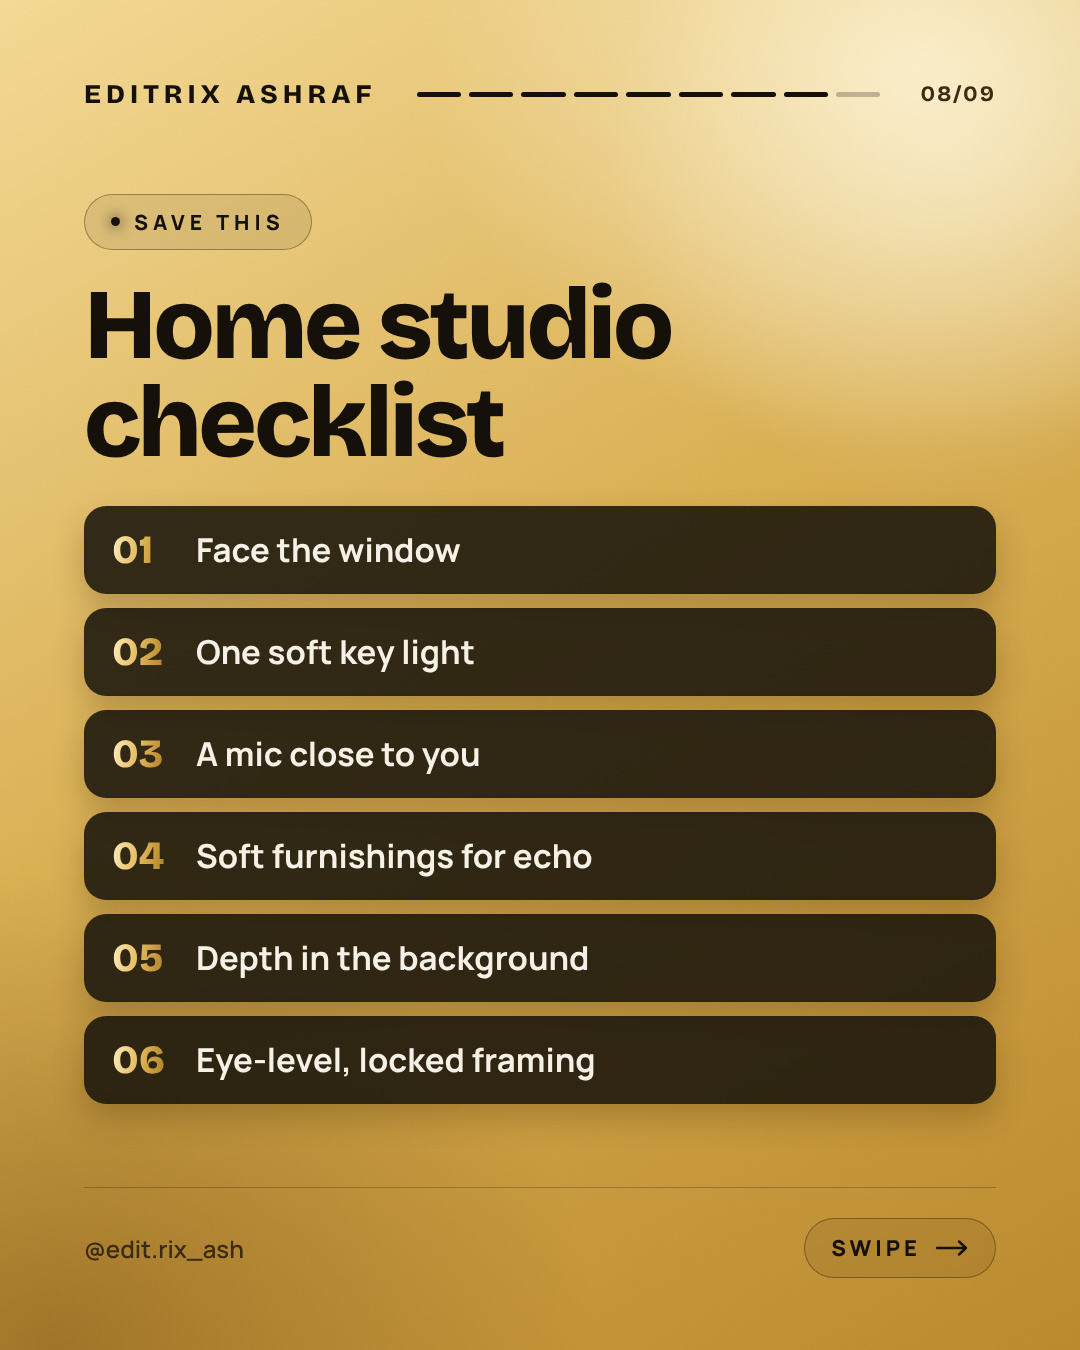 EDITRIX ASHRAF
08/09
SAVE THIS
Home studio
checklist
01 Face the window
02 One soft key light
03 A mic close to you
04 Soft furnishings for echo
05 Depth in the background
06 Eye-level, locked framing
@edit.rix_ash
SWIPE →